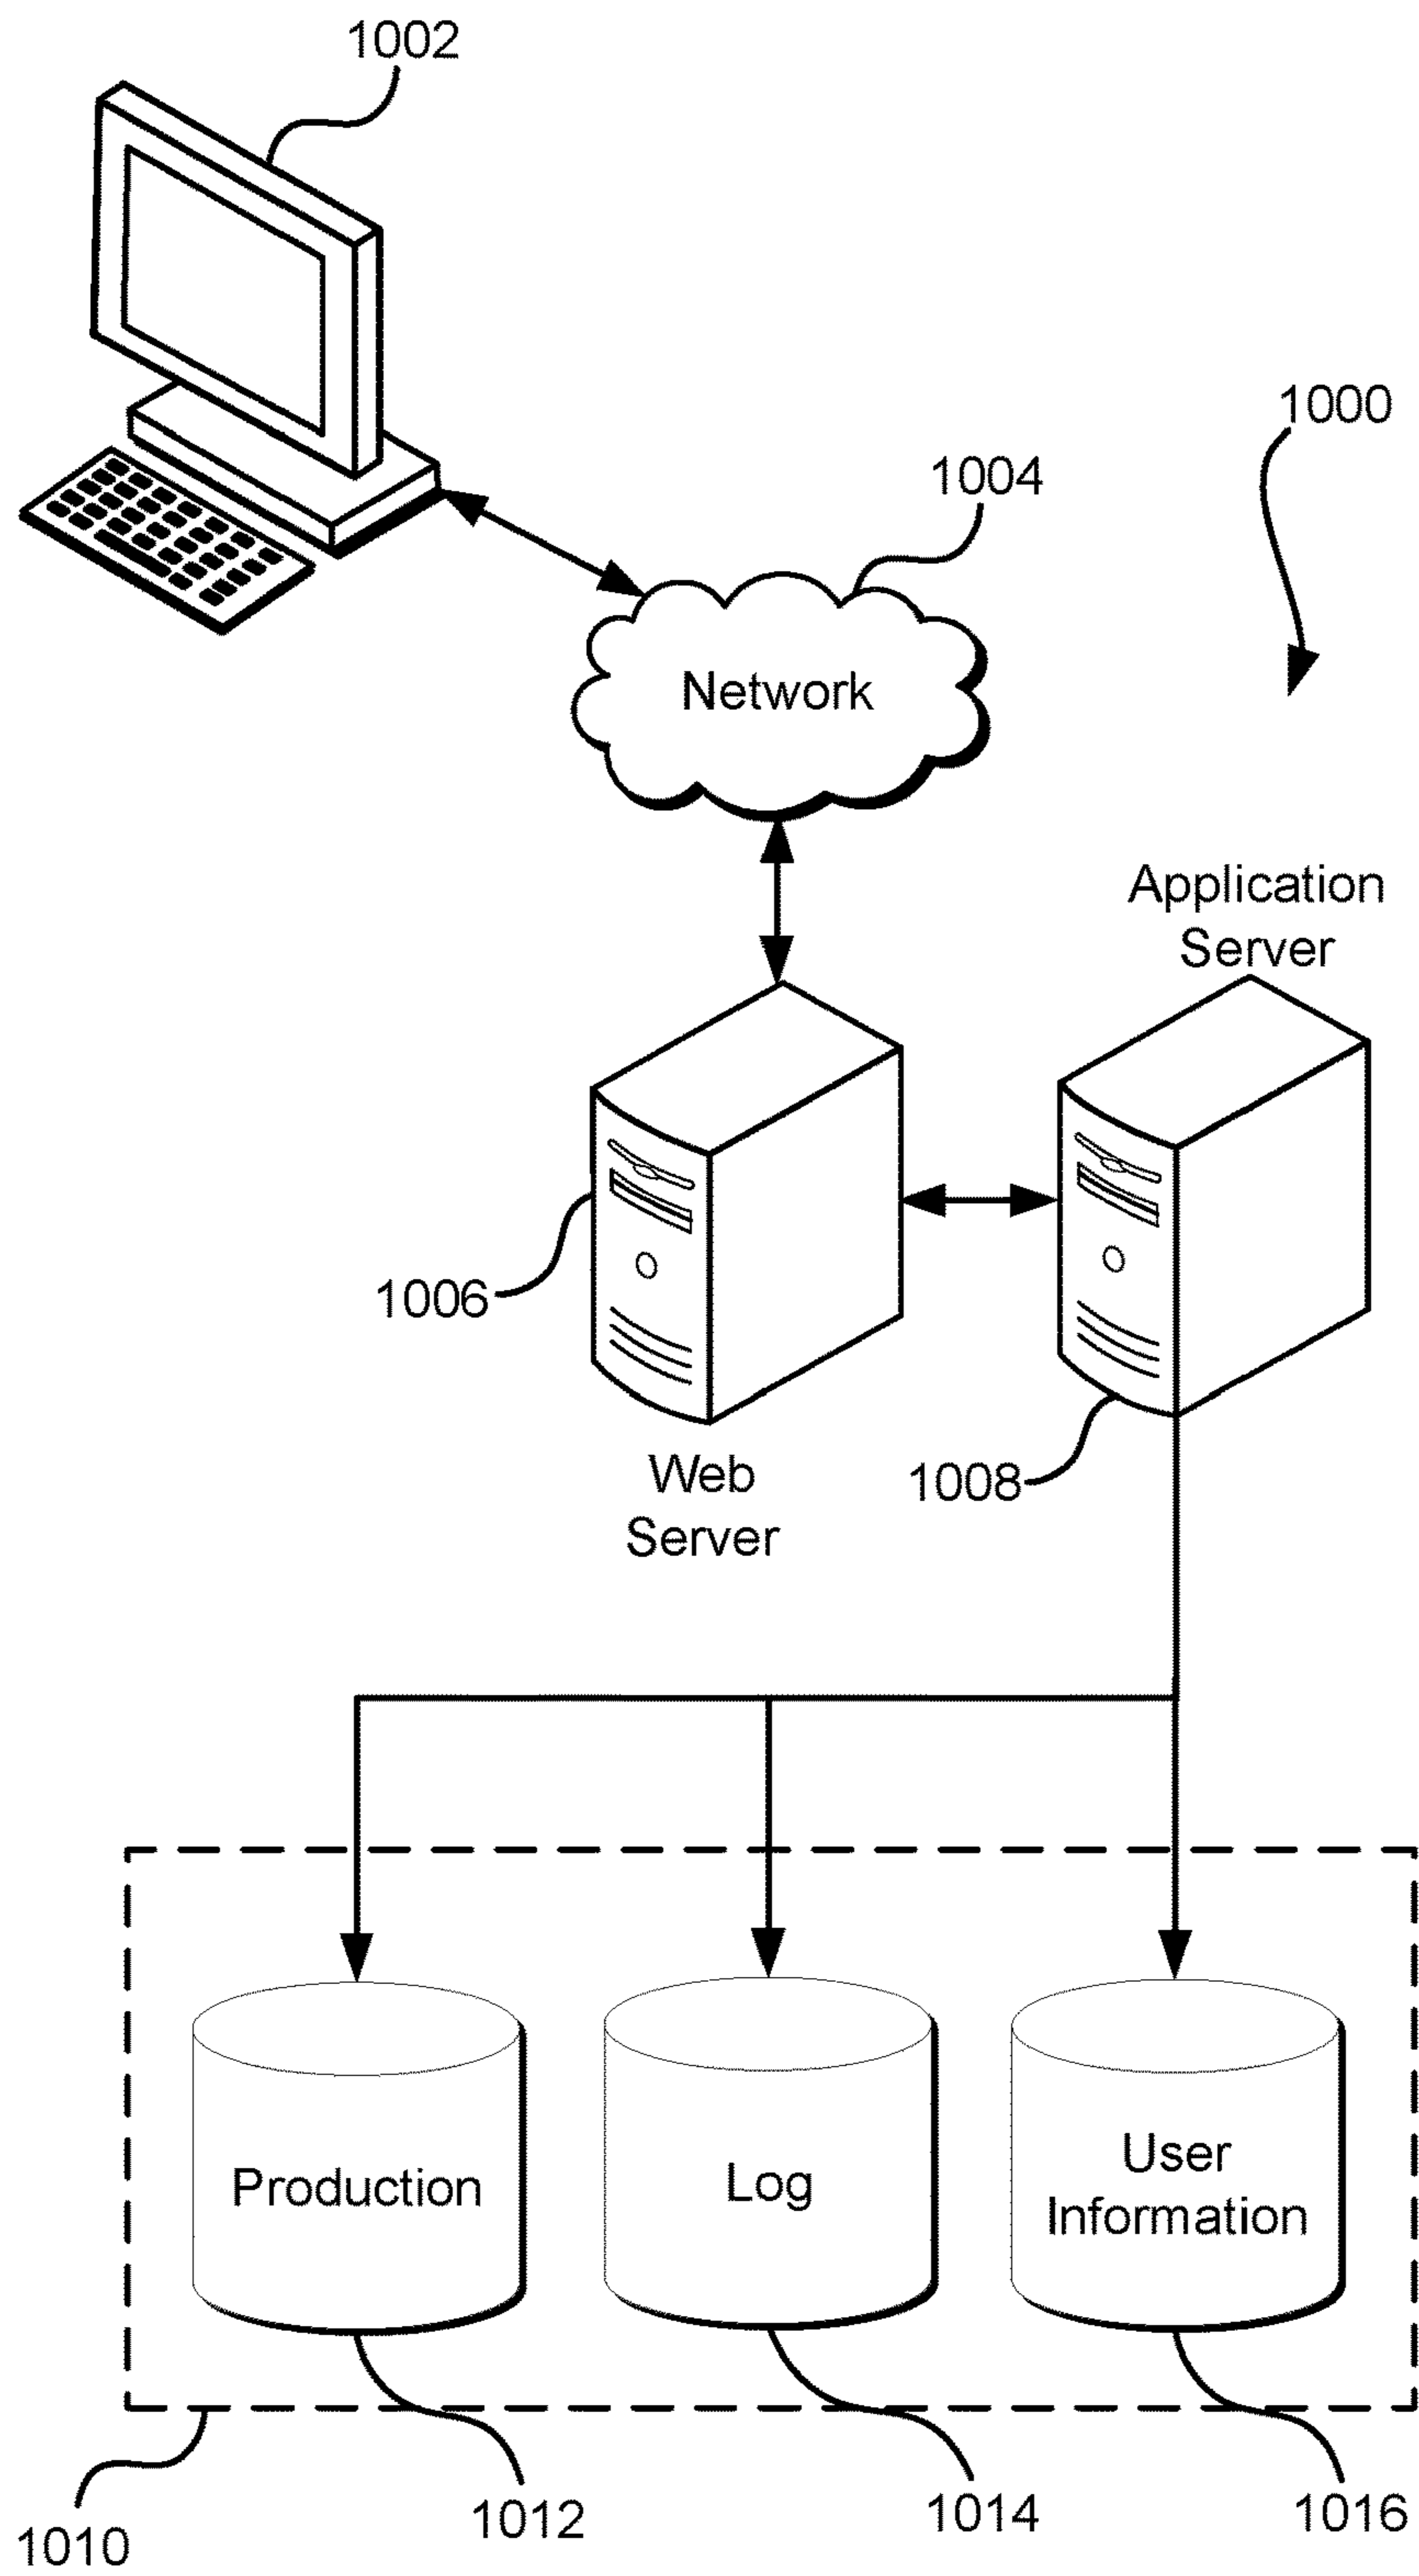 1002
1000
1004
Network
Application
Server
1006
Web
Server
1008
Production
Log
User
Information
1010
1012
1014
1016